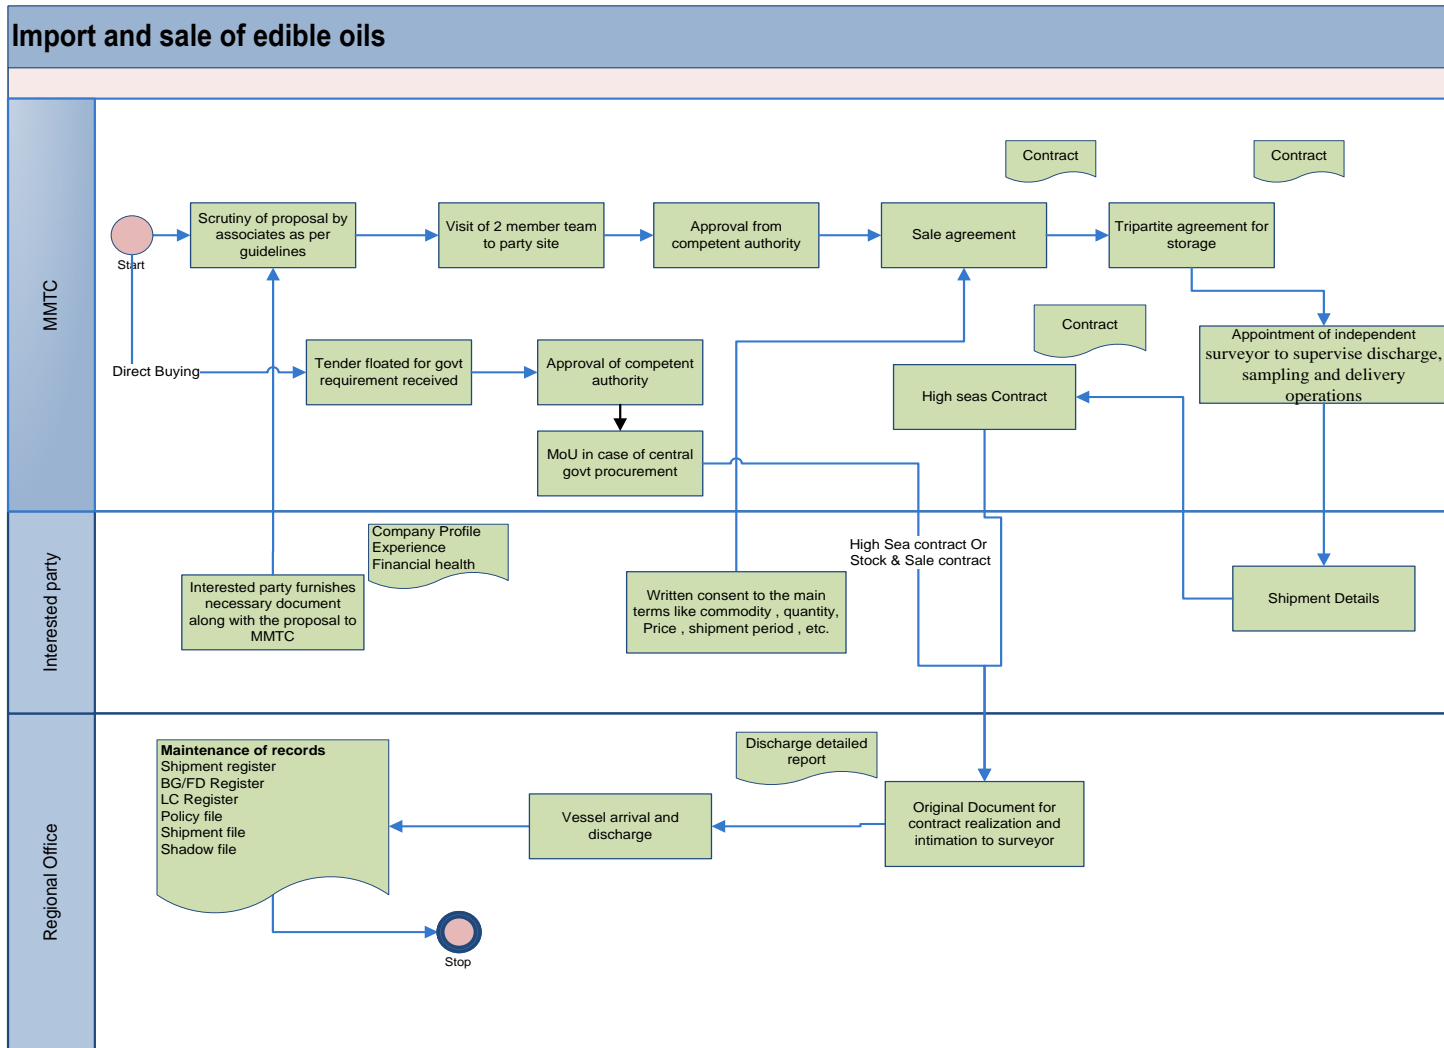 Import and sale of edible oils
MMTC
Contract
Contract
Scrutiny of proposal by
associates as per
guidelines
Visit of 2 member team
to party site
Approval from
competent authority
Sale agreement
Tripartite agreement for
storage
Start
Contract
Appointment of independent
surveyor to supervise discharge,
sampling and delivery
operations
Direct Buying
Tender floated for govt
requirement received
Approval of competent
authority
High seas Contract
MoU in case of central
govt procurement
Interested party
Company Profile
Experience
Financial health
High Sea contract Or
Stock & Sale contract
Interested party furnishes
necessary document
along with the proposal to
MMTC
Written consent to the main
terms like commodity , quantity,
Price , shipment period , etc.
Shipment Details
Regional Office
Maintenance of records
Shipment register
BG/FD Register
LC Register
Policy file
Shipment file
Shadow file
Discharge detailed
report
Vessel arrival and
discharge
Original Document for
contract realization and
intimation to surveyor
Stop